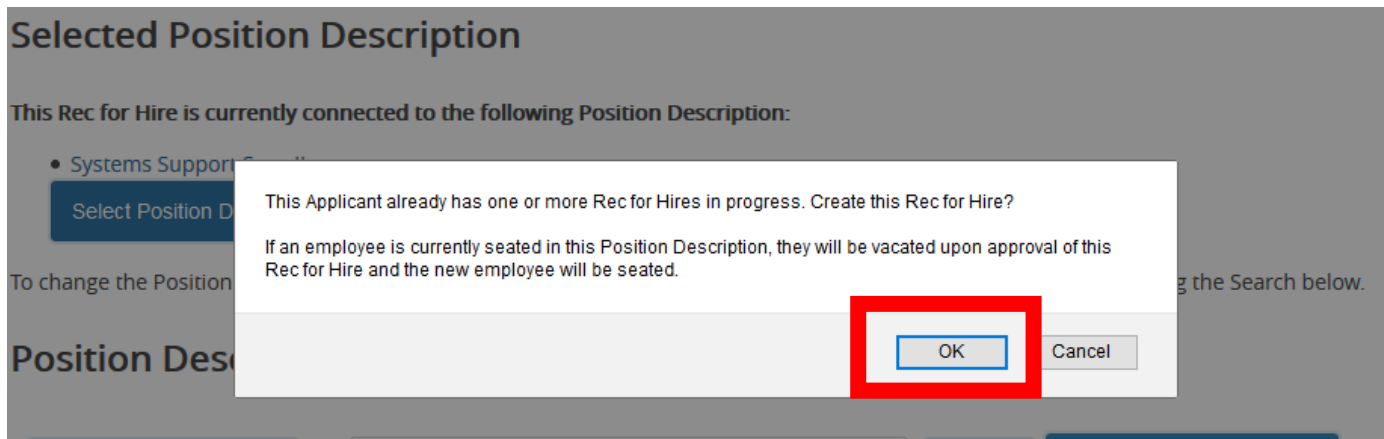 Selected Position Description
This Rec for Hire is currently connected to the following Position Description:
Systems Support
Select Position D
This Applicant already has one or more Rec for Hires in progress. Create this Rec for Hire?
If an employee is currently seated in this Position Description, they will be vacated upon approval of this
Rec for Hire and the new employee will be seated.
To change the Position
g the Search below.
OK Cancel
Position Des